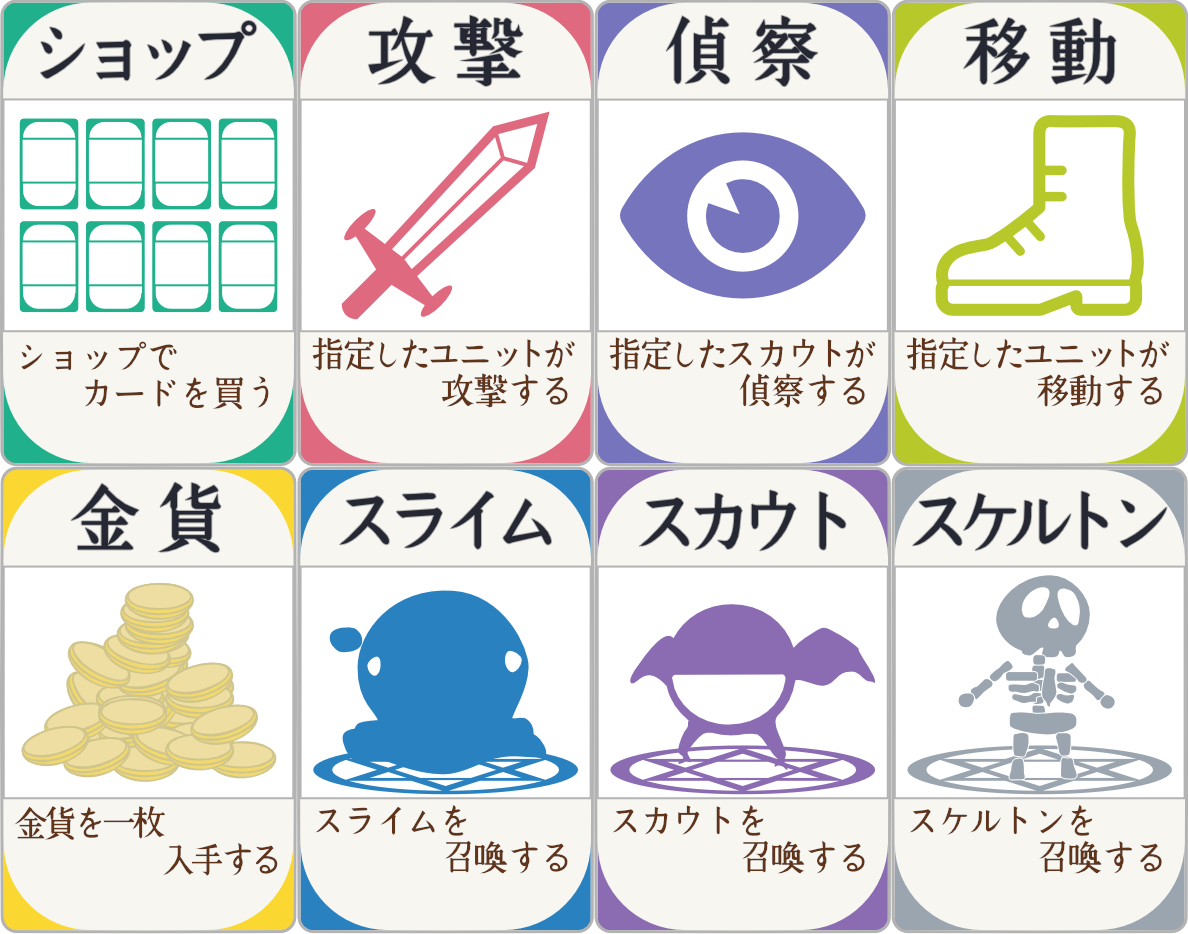 ショップ
ショップで
カードを買う
攻撃
指定したユニットが
攻撃する
偵察
指定したスカウトが
偵察する
移動
指定したユニットが
移動する
金貨
金貨を一枚
入手する
スライム
スライムを
召喚する
スカウト
スカウトを
召喚する
スケルトン
スケルトンを
召喚する